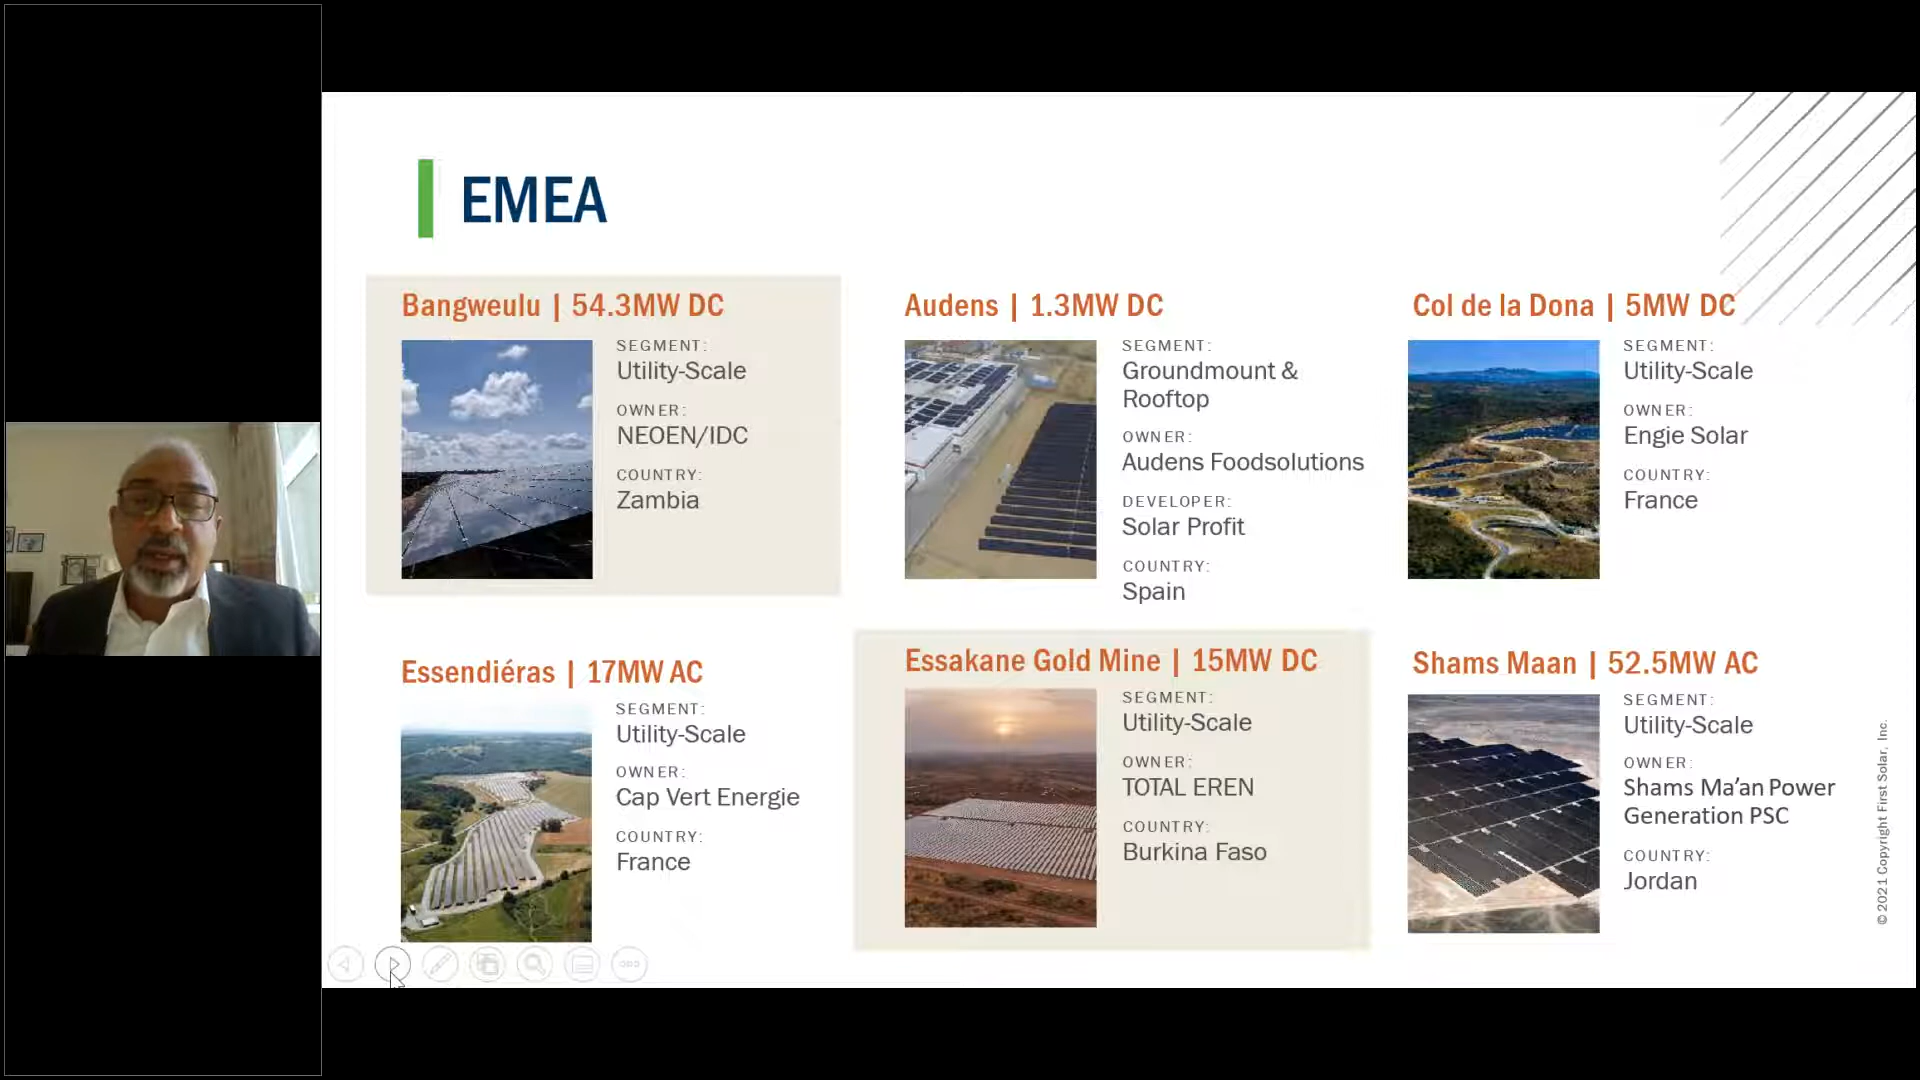 EMEA
Bangweulu | 54.3MW DC
SEGMENT:
Utility-Scale
OWNER:
NEOEN/IDC
COUNTRY:
Zambia
Audens | 1.3MW DC
SEGMENT:
Groundmount &
Rooftop
OWNER:
Audens Foodsolutions
DEVELOPER:
Solar Profit
COUNTRY:
Spain
Col de la Dona | 5MW DC
SEGMENT:
Utility-Scale
OWNER:
Engie Solar
COUNTRY:
France
Essendiéras | 17MW AC
SEGMENT:
Utility-Scale
OWNER:
Cap Vert Energie
COUNTRY:
France
Essakane Gold Mine | 15MW DC
SEGMENT:
Utility-Scale
OWNER:
TOTAL EREN
COUNTRY:
Burkina Faso
Shams Maan | 52.5MW AC
SEGMENT:
Utility-Scale
OWNER:
Shams Ma’an Power
Generation PSC
COUNTRY:
Jordan
© 2021 Copyright First Solar, Inc.